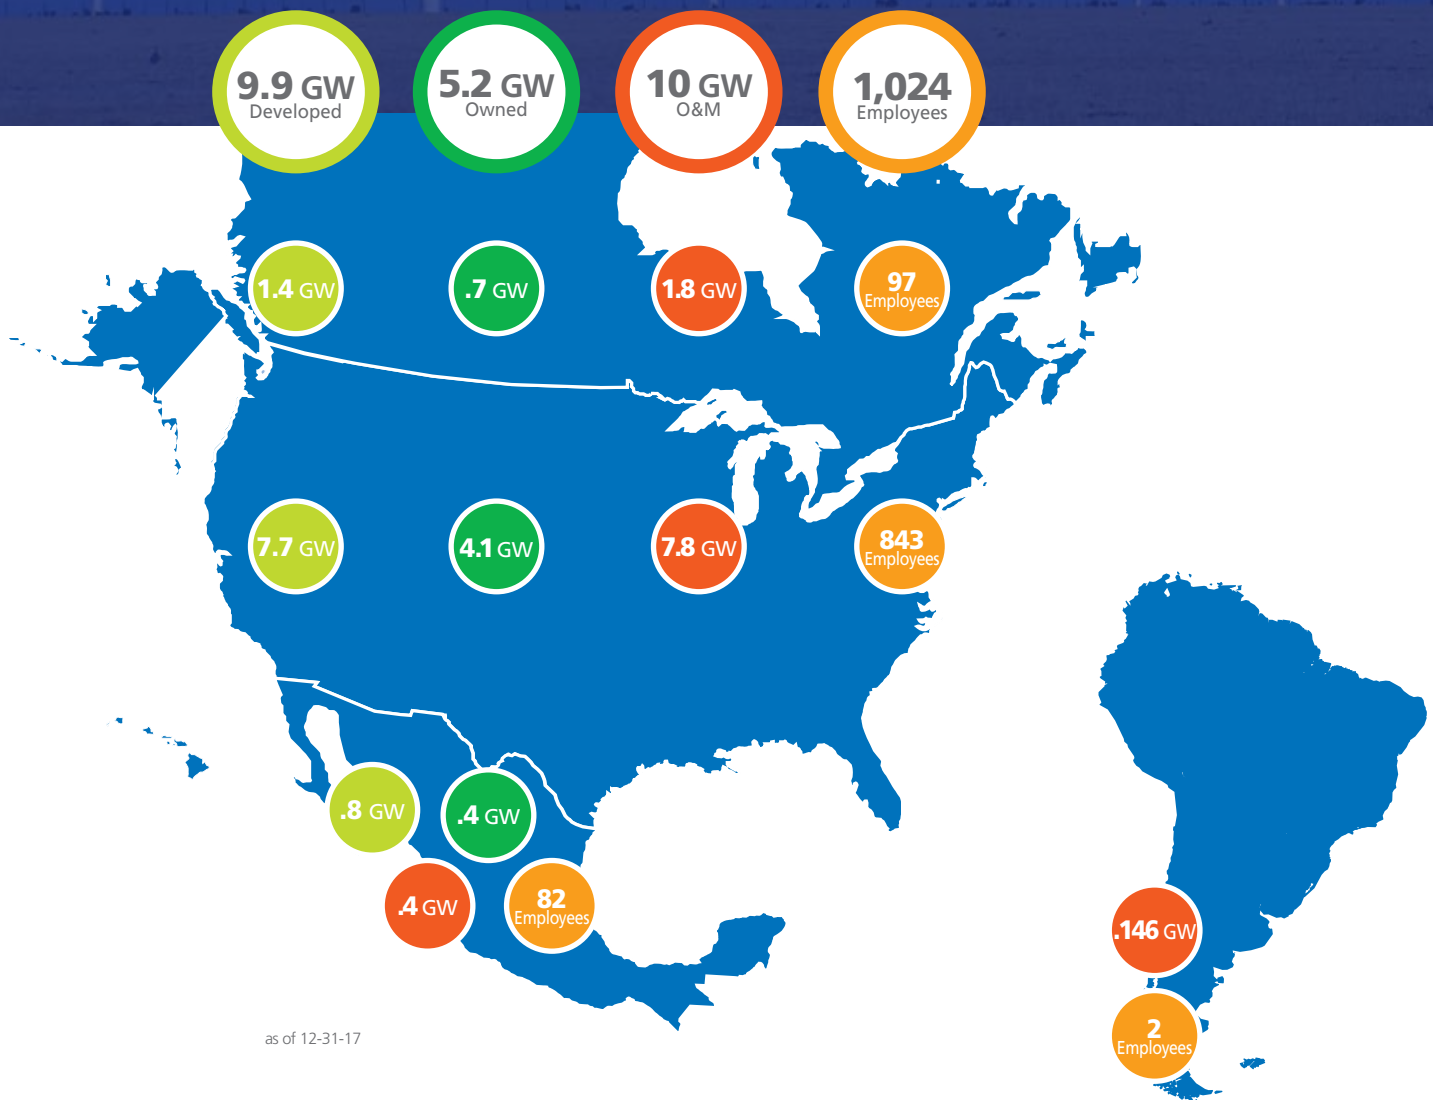 9.9 GW
Developed
5.2 GW
Owned
10 GW
O&M
1,024
Employees
1.4 GW
.7 GW
1.8 GW
97
Employees
7.7 GW
4.1 GW
7.8 GW
843
Employees
.8 GW
.4 GW
.4 GW
82
Employees
.146 GW
2
Employees
as of 12-31-17